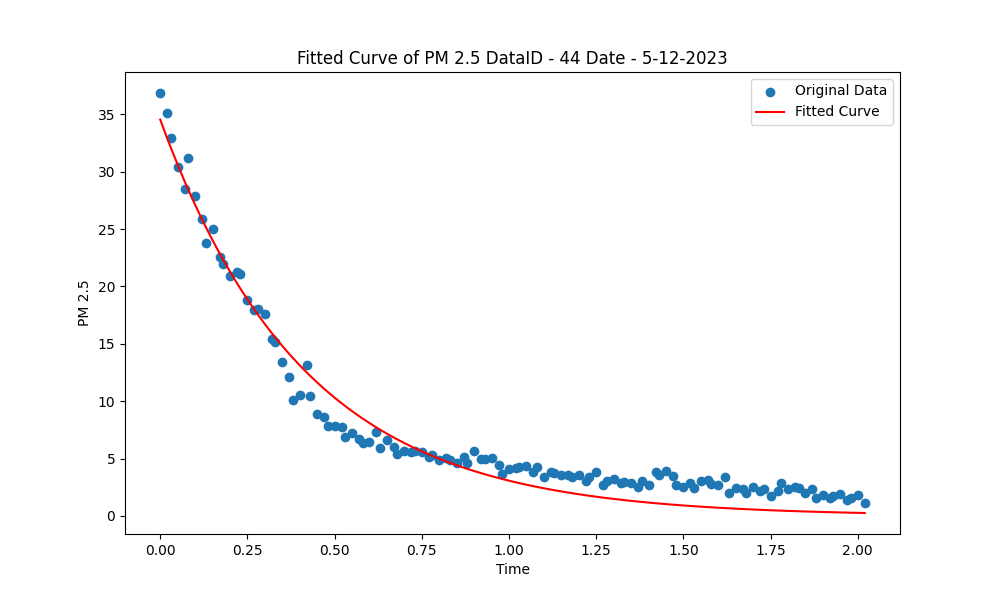 Fitted Curve of PM 2.5 DataID - 44 Date - 5-12-2023
Original Data
Fitted Curve
PM 2.5
35
30
25
20
15
10
5
0
0.00 0.25 0.50 0.75 1.00 1.25 1.50 1.75 2.00
Time